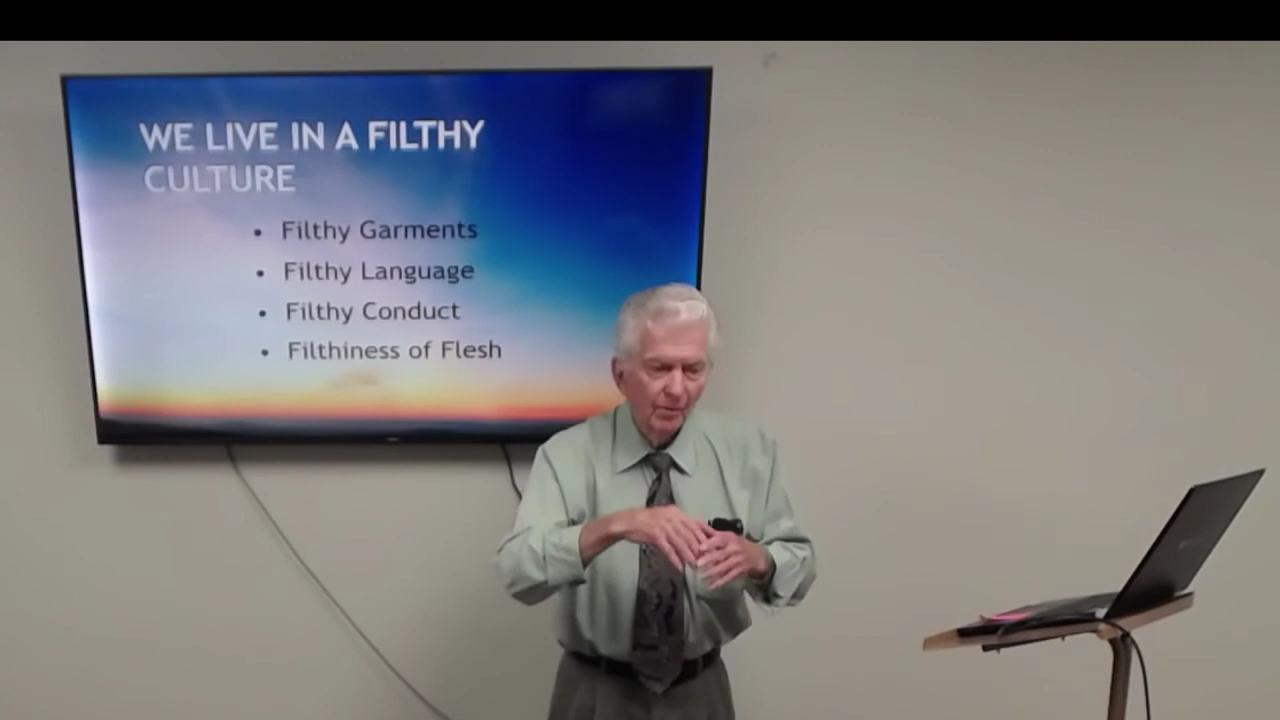 WE LIVE IN A FILTHY
CULTURE
• Filthy Garments
• Filthy Language
• Filthy Conduct
• Filthiness of Flesh